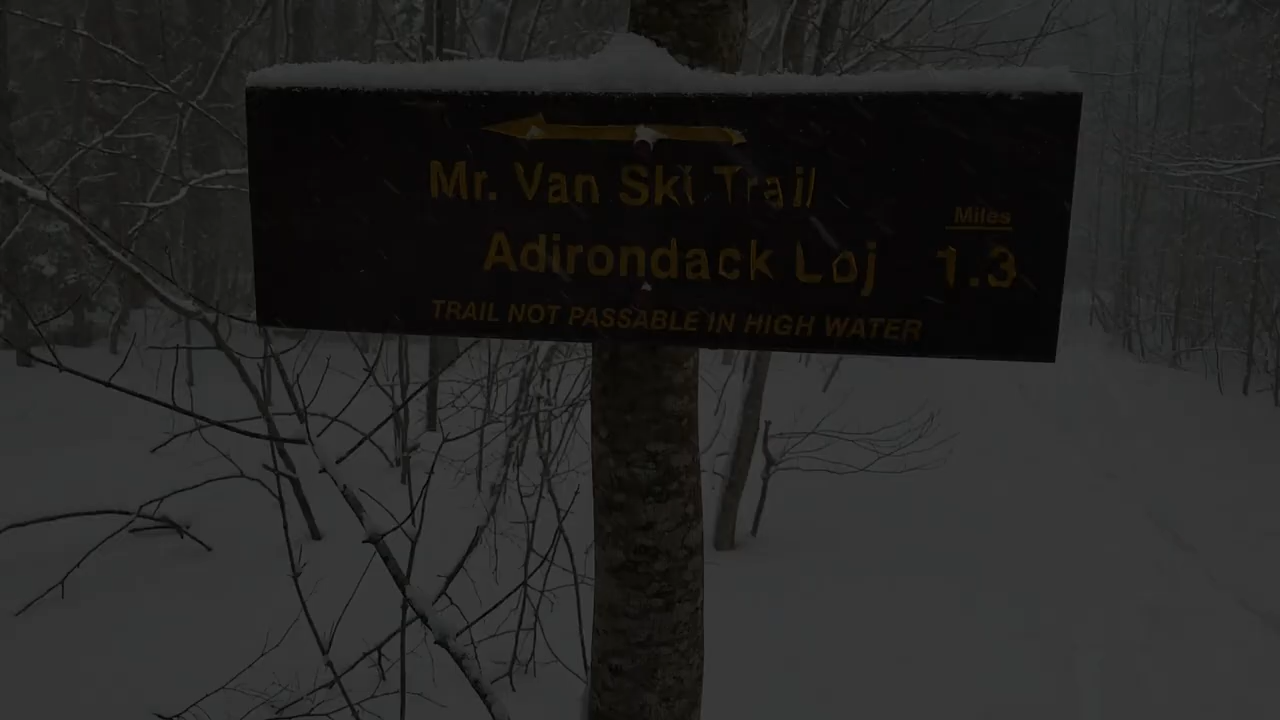 Mr. Van Ski Trail
Miles
Adirondack Loj 1.3
TRAIL NOT PASSABLE IN HIGH WATER